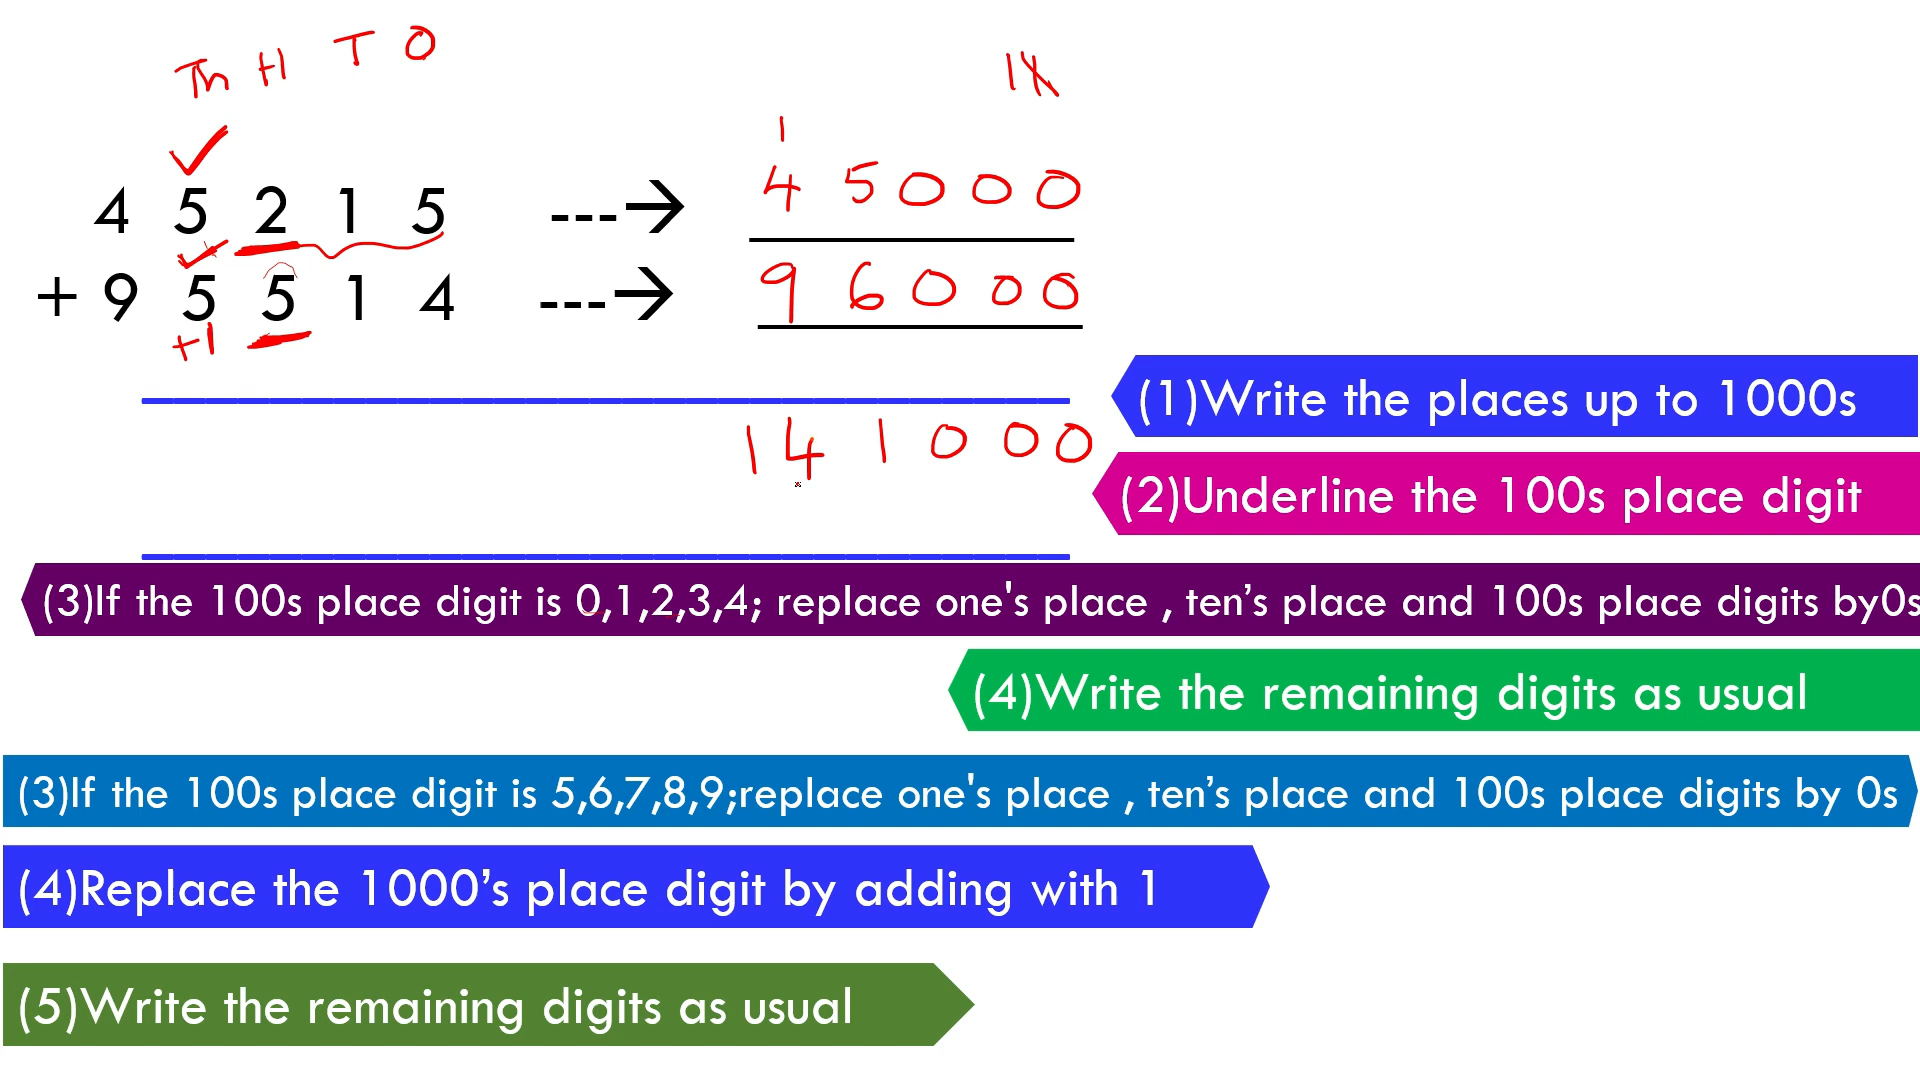 Th H T O
1
4 5 2 1 5 ---→ 4 5 0 0 0
+ 9 5 5 1 4 ---→ 9 6 0 0 0
+1
1 4 1 0 0 0
(1)Write the places up to 1000s
(2)Underline the 100s place digit
(3)If the 100s place digit is 0,1,2,3,4; replace one's place , ten’s place and 100s place digits by0s
(4)Write the remaining digits as usual
(3)If the 100s place digit is 5,6,7,8,9;replace one's place , ten’s place and 100s place digits by 0s
(4)Replace the 1000’s place digit by adding with 1
(5)Write the remaining digits as usual